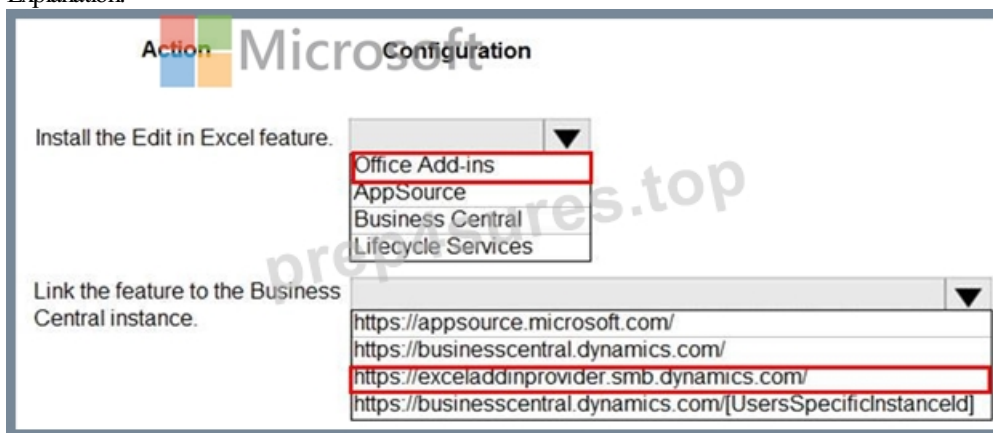 Explanation:
Action Microsoft Configuration
Install the Edit in Excel feature.
Office Add-ins
AppSource
Business Central
Lifecycle Services
prep4sures.top
Link the feature to the Business
Central instance.
https://appsource.microsoft.com/
https://businesscentral.dynamics.com/
https://exceladdinprovider.smb.dynamics.com/
https://businesscentral.dynamics.com/[UsersSpecificInstanceId]